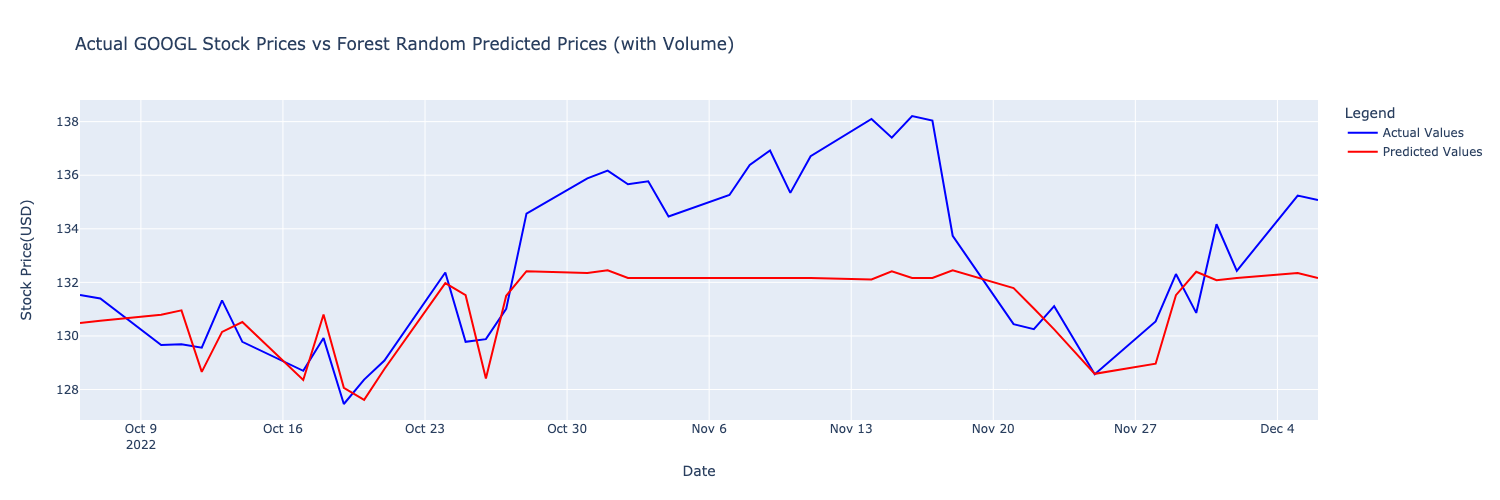 Actual GOOGL Stock Prices vs Forest Random Predicted Prices (with Volume)
Legend
Actual Values
Predicted Values
Stock Price(USD)
138
136
134
132
130
128
Oct 9
2022
Oct 16
Oct 23
Oct 30
Nov 6
Nov 13
Nov 20
Nov 27
Dec 4
Date